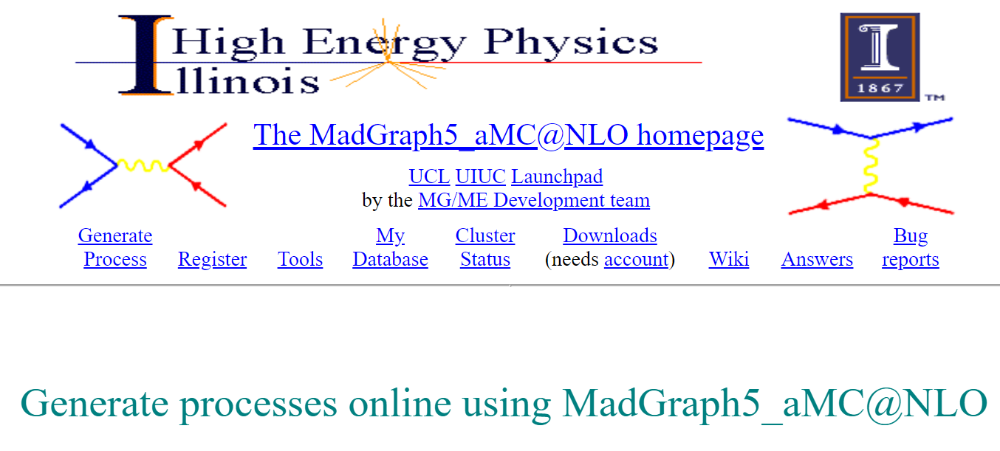 High Energy Physics
Illinois
1867
TM
The MadGraph5_aMC@NLO homepage
UCL UIUC Launchpad
by the MG/ME Development team
Generate Process
Register
Tools
My Database
Cluster Status
Downloads (needs account)
Wiki
Answers
Bug reports
Generate processes online using MadGraph5_aMC@NLO